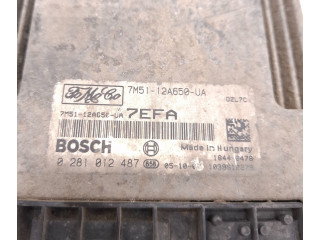 FoMoCo 7M51-12A650-UA
7M51-12A650-UA 7EFA
BOSCH Made in Hungary
0 281 012 487